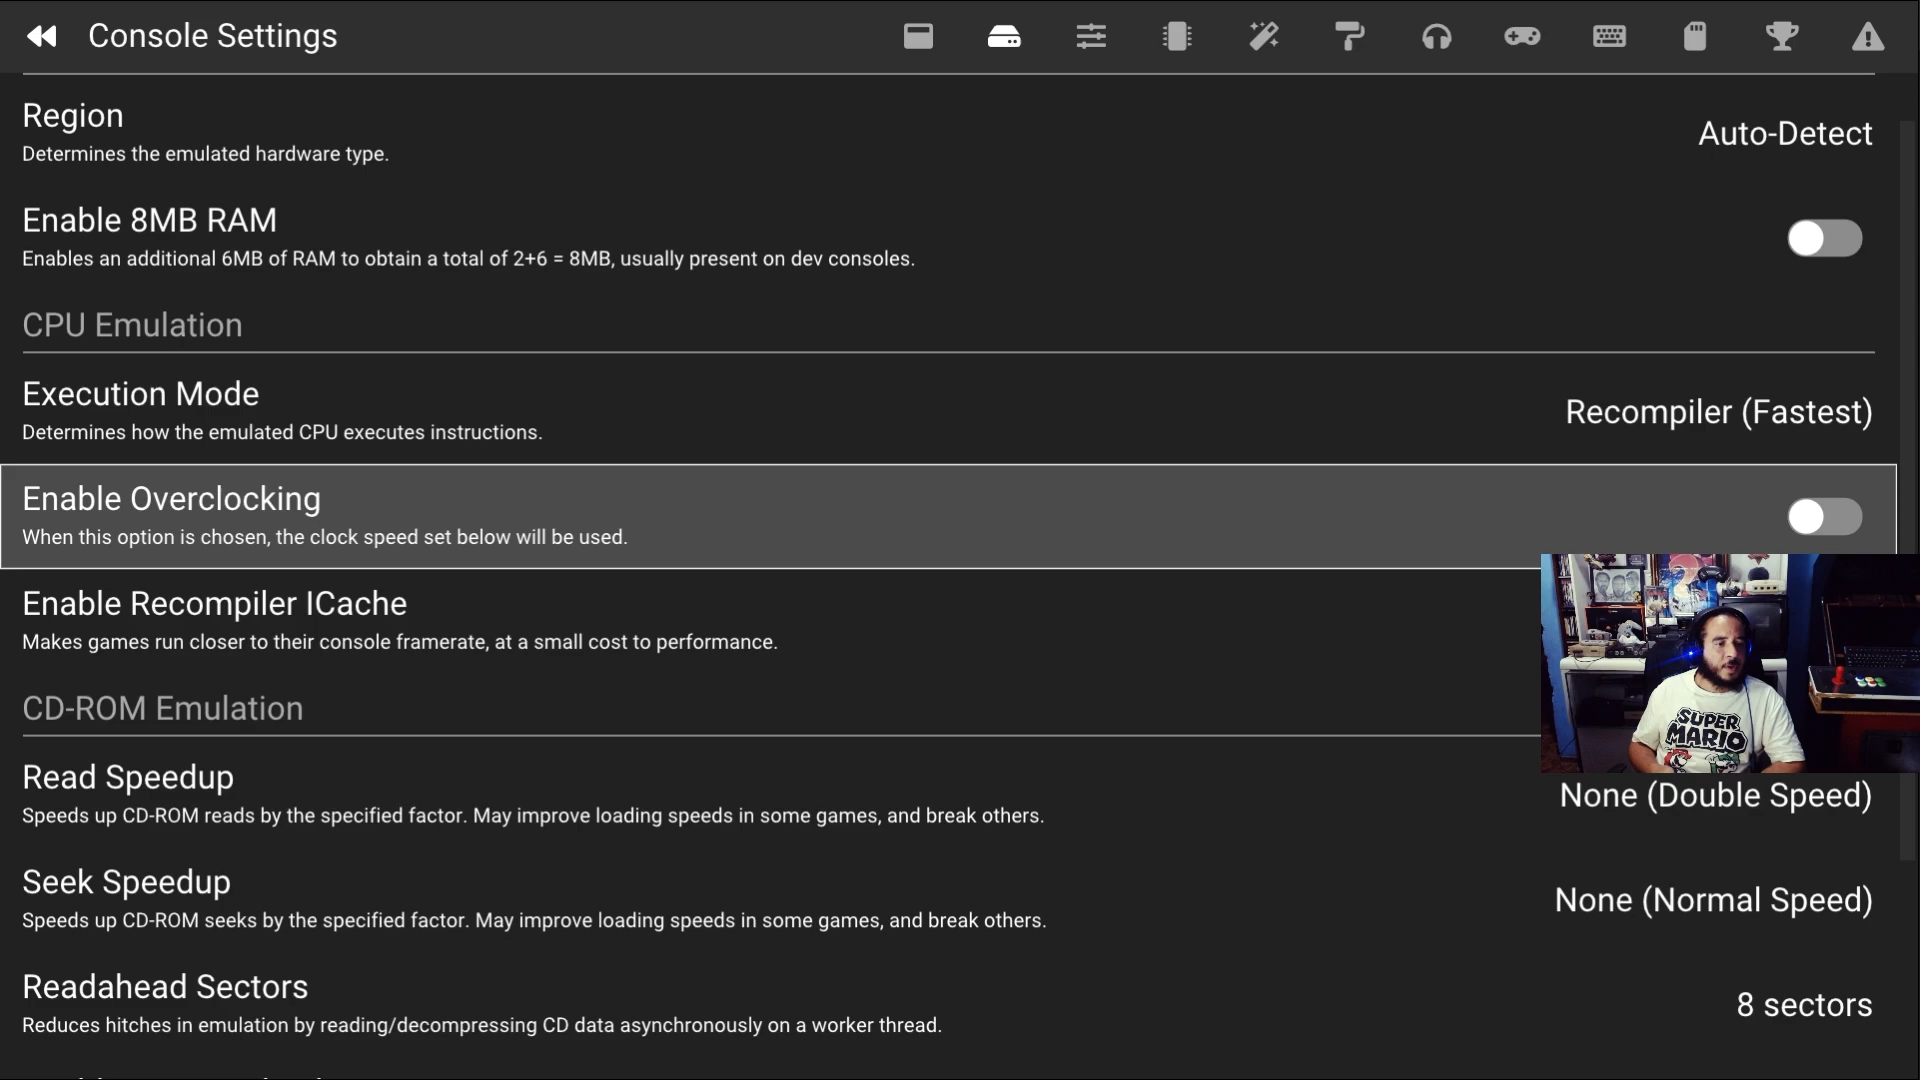 Console Settings
Region
Determines the emulated hardware type.
Auto-Detect
Enable 8MB RAM
Enables an additional 6MB of RAM to obtain a total of 2+6 = 8MB, usually present on dev consoles.
CPU Emulation
Execution Mode
Determines how the emulated CPU executes instructions.
Recompiler (Fastest)
Enable Overclocking
When this option is chosen, the clock speed set below will be used.
Enable Recompiler ICache
Makes games run closer to their console framerate, at a small cost to performance.
SUPER
MARIO
CD-ROM Emulation
Read Speedup
Speeds up CD-ROM reads by the specified factor. May improve loading speeds in some games, and break others.
None (Double Speed)
Seek Speedup
Speeds up CD-ROM seeks by the specified factor. May improve loading speeds in some games, and break others.
None (Normal Speed)
Readahead Sectors
Reduces hitches in emulation by reading/decompressing CD data asynchronously on a worker thread.
8 sectors